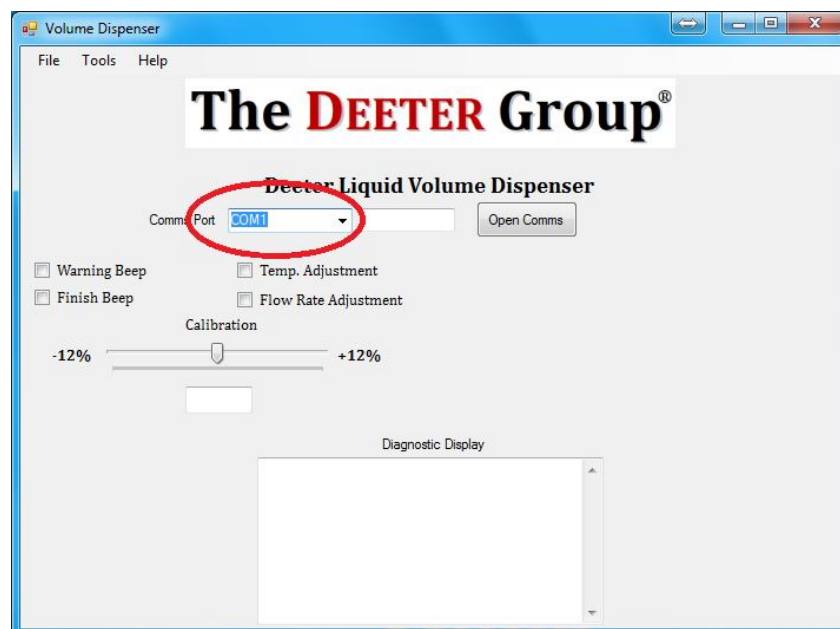 Volume Dispenser
File Tools Help
The DEETER Group®
Deeter Liquid Volume Dispenser
Comms Port COM1 Open Comms
Warning Beep Temp. Adjustment
Finish Beep Flow Rate Adjustment
Calibration
-12% +12%
Diagnostic Display